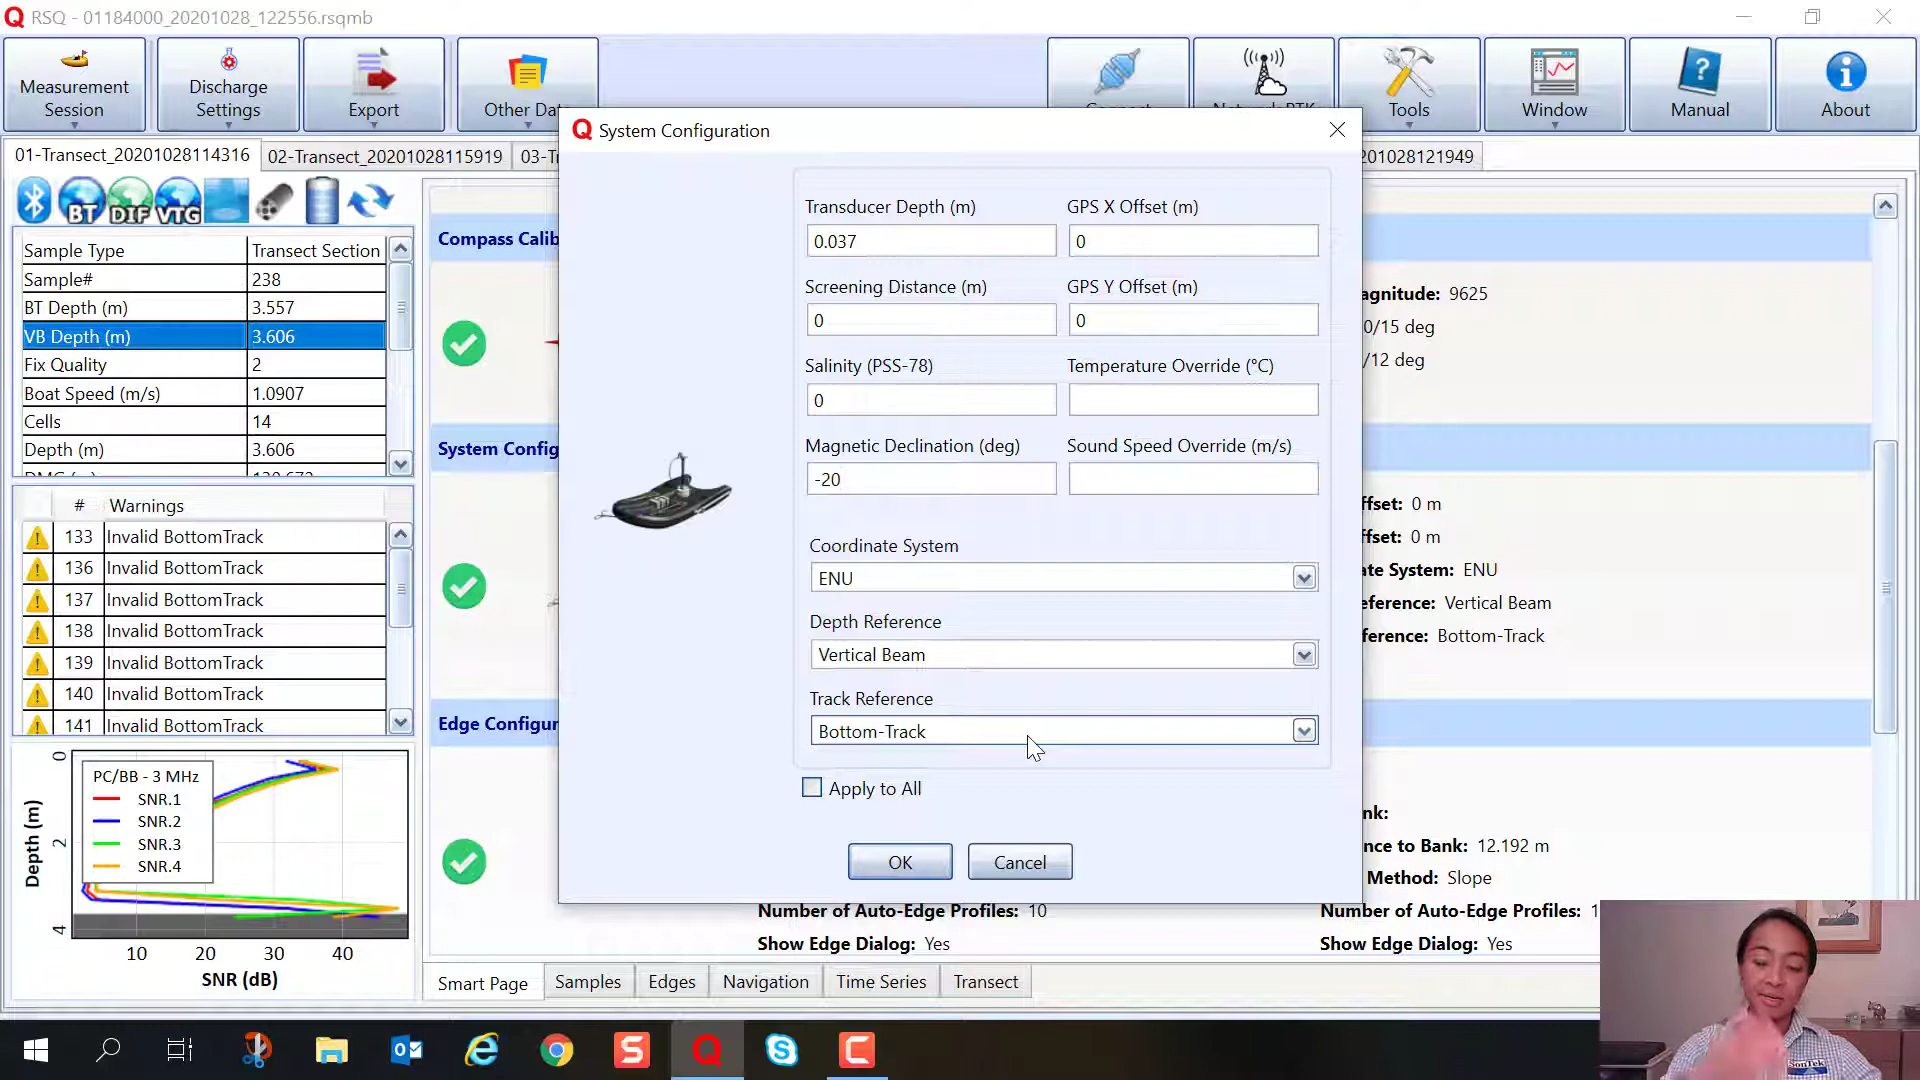 RSQ - 01184000_20201028_122556.rsqmb
Measurement Session
Discharge Settings
Export
Other Dat
Tools
Window
Manual
About
01-Transect_20201028114316
02-Transect_20201028115919
03-T
201028121949
BT
DIF
VTG
Sample Type Transect Section
Sample# 238
BT Depth (m) 3.557
VB Depth (m) 3.606
Fix Quality 2
Boat Speed (m/s) 1.0907
Cells 14
Depth (m) 3.606
# Warnings
133 Invalid BottomTrack
136 Invalid BottomTrack
137 Invalid BottomTrack
138 Invalid BottomTrack
139 Invalid BottomTrack
140 Invalid BottomTrack
141 Invalid BottomTrack
PC/BB - 3 MHz
SNR.1
SNR.2
SNR.3
SNR.4
Depth (m)
0
2
4
10 20 30 40
SNR (dB)
Compass Calib
System Config
Edge Configur
System Configuration
Transducer Depth (m)
0.037
GPS X Offset (m)
0
Screening Distance (m)
0
GPS Y Offset (m)
0
Salinity (PSS-78)
0
Temperature Override (°C)
Magnetic Declination (deg)
-20
Sound Speed Override (m/s)
Coordinate System
ENU
Depth Reference
Vertical Beam
Track Reference
Bottom-Track
Apply to All
OK
Cancel
agnitude: 9625
0/15 deg
/12 deg
ffset: 0 m
ffset: 0 m
ate System: ENU
eference: Vertical Beam
ference: Bottom-Track
nk:
nce to Bank: 12.192 m
Method: Slope
Number of Auto-Edge Profiles: 10
Number of Auto-Edge Profiles: 1
Show Edge Dialog: Yes
Show Edge Dialog: Yes
Smart Page
Samples
Edges
Navigation
Time Series
Transect
SonTek